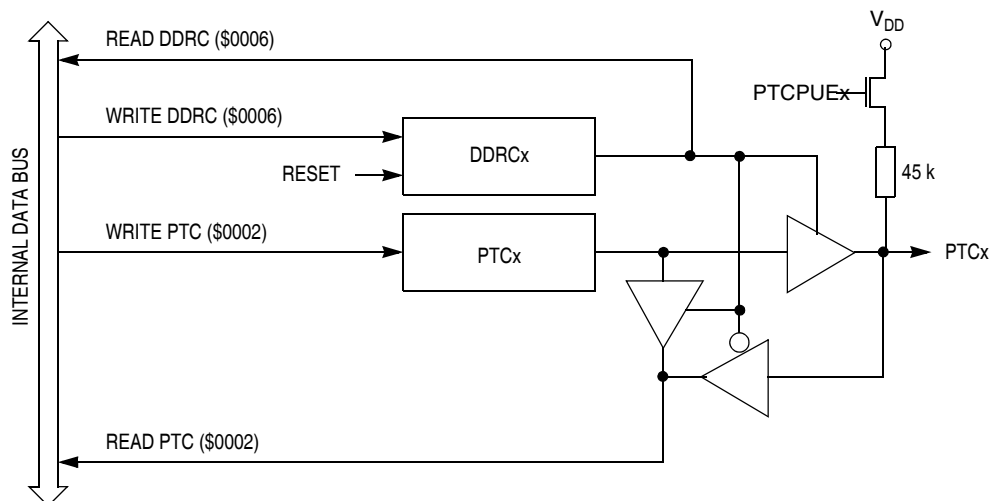 V_DD
READ DDRC ($0006)
PTCPUEx
WRITE DDRC ($0006)
DDRCx
RESET
45 k
INTERNAL DATA BUS
WRITE PTC ($0002)
PTCx
PTCx
READ PTC ($0002)